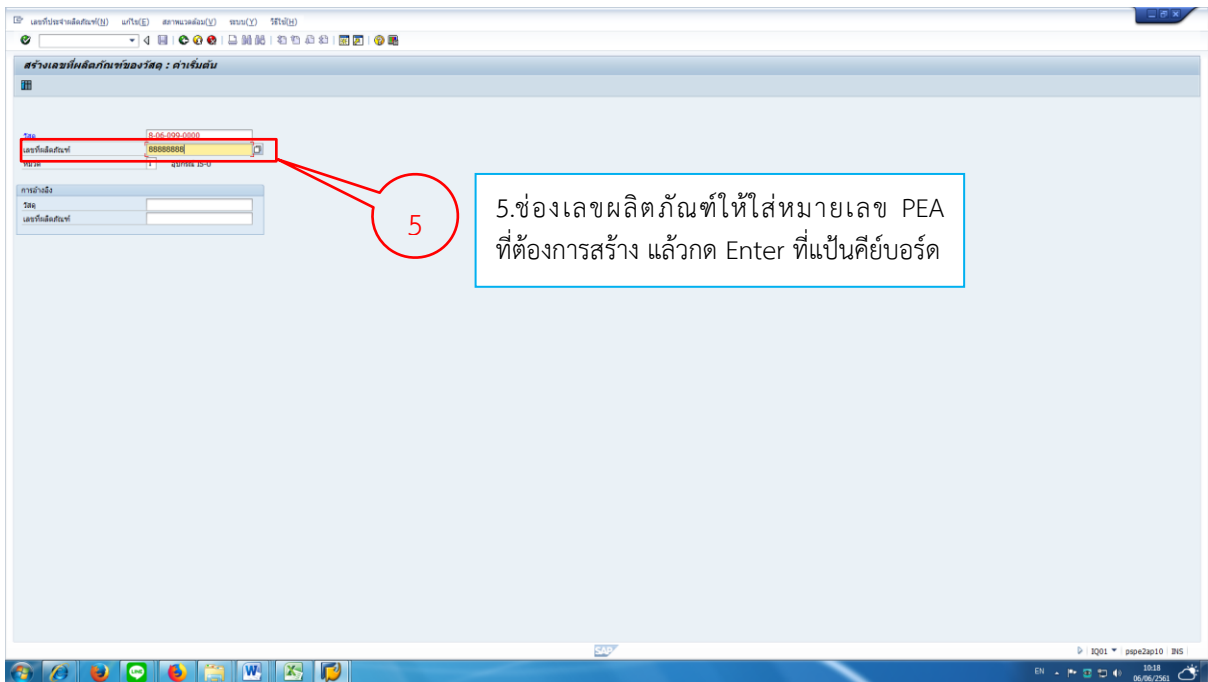 เลขที่ประจำผลิตภัณฑ์(N) แก้ไข(E) สภาพแวดล้อม(V) ระบบ(Y) วิธีใช้(H)
สร้างเลขที่ผลิตภัณฑ์ของวัสดุ : ค่าเริ่มต้น
วัสดุ 8-06-099-0000
เลขที่ผลิตภัณฑ์ 88888888
หมวด I อุปกรณ์ IS-U
การอ้างอิง
วัสดุ
เลขที่ผลิตภัณฑ์
5
5.ช่องเลขผลิตภัณฑ์ให้ใส่หมายเลข PEA
ที่ต้องการสร้าง แล้วกด Enter ที่แป้นคีย์บอร์ด
SAP
IQ01 pspe2ap10 INS
EN 10:18
06/06/2561